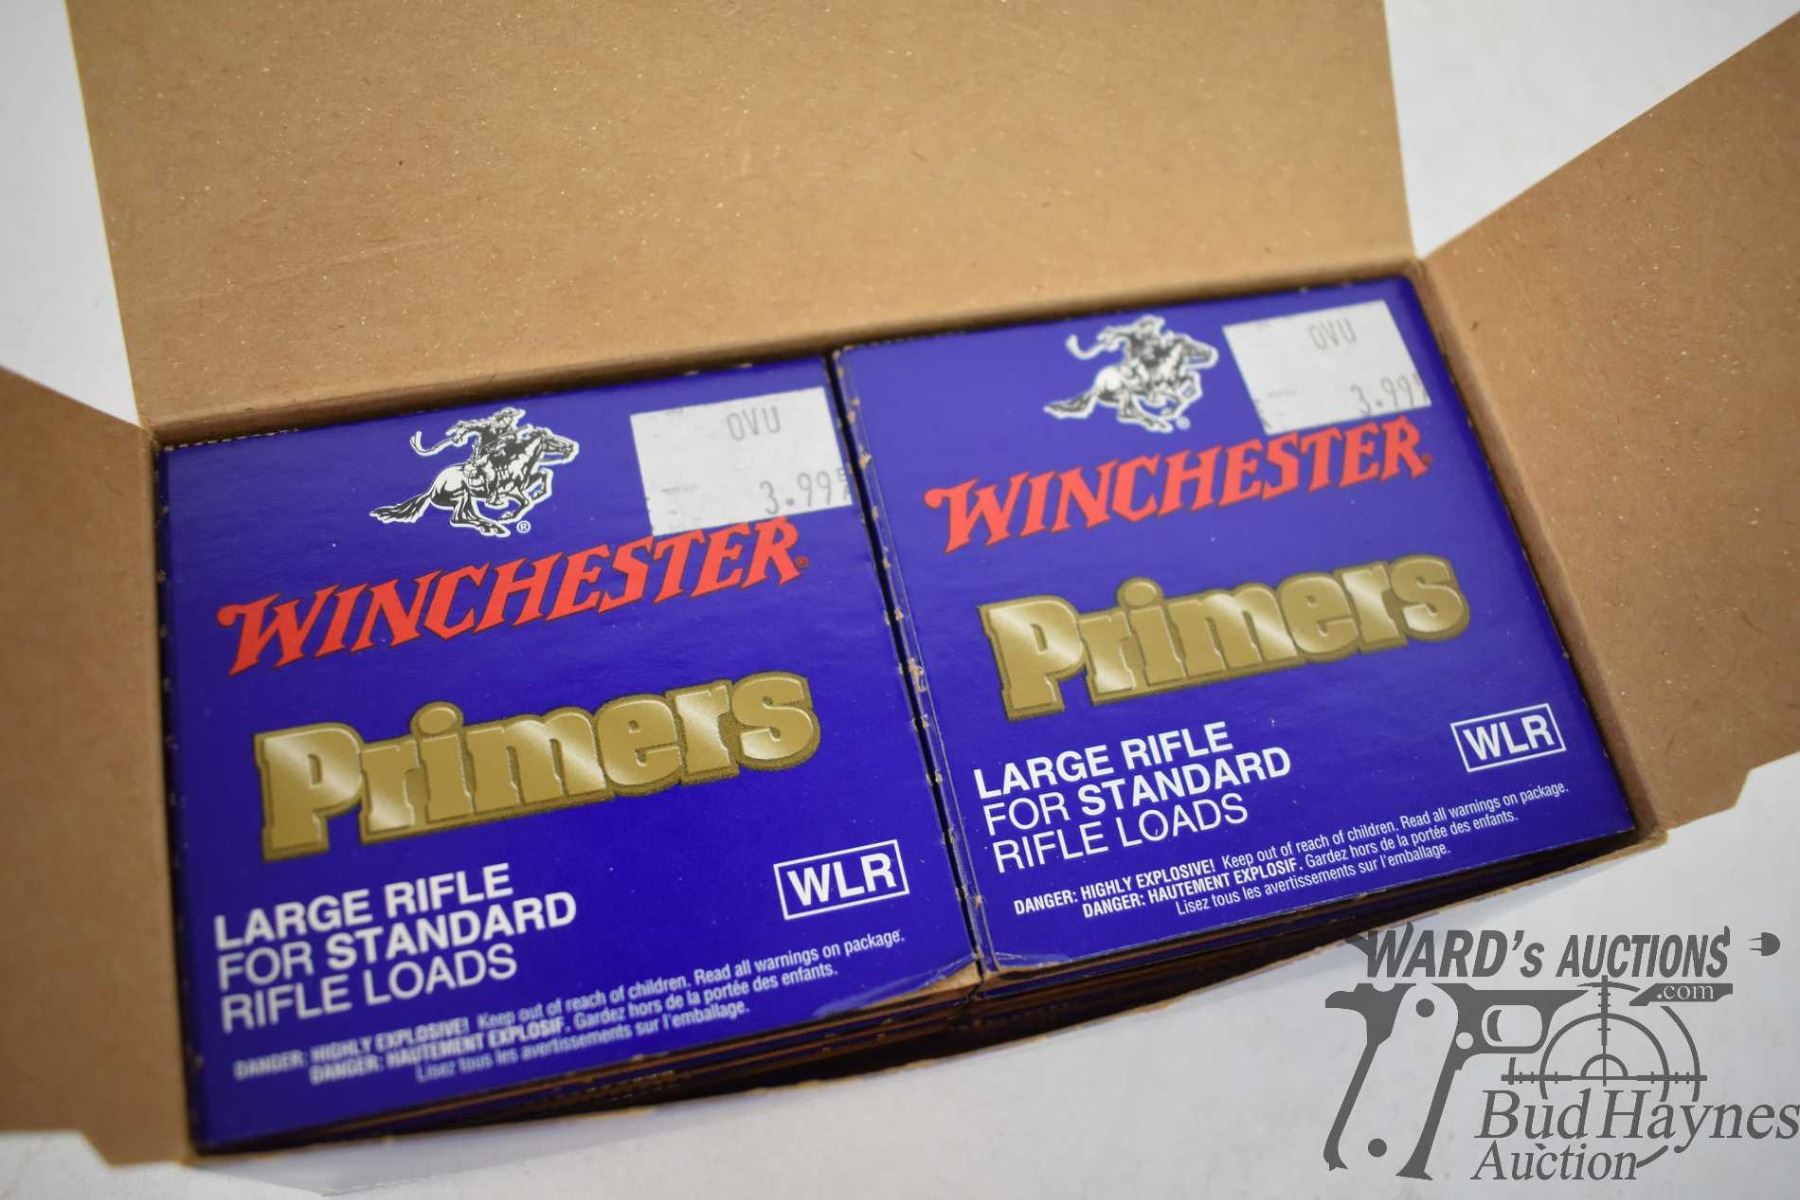 OVU
3.99
®
WINCHESTER
Primers
LARGE RIFLE
FOR STANDARD
RIFLE LOADS
WLR
DANGER: HIGHLY EXPLOSIVE! Keep out of reach of children. Read all warnings on package.
DANGER: HAUTEMENT EXPLOSIF. Gardez hors de la portée des enfants.
Lisez tous les avertissements sur l'emballage.
OVU
3.99
WINCHESTER
Primers
LARGE RIFLE
FOR STANDARD
RIFLE LOADS
WLR
DANGER: HIGHLY EXPLOSIVE! Keep out of reach of children. Read all warnings on package.
DANGER: HAUTEMENT EXPLOSIF. Gardez hors de la portée des enfants.
Lisez tous les avertissements sur l'emballage.
WARD's AUCTIONS
.com
Bud Haynes
Auction